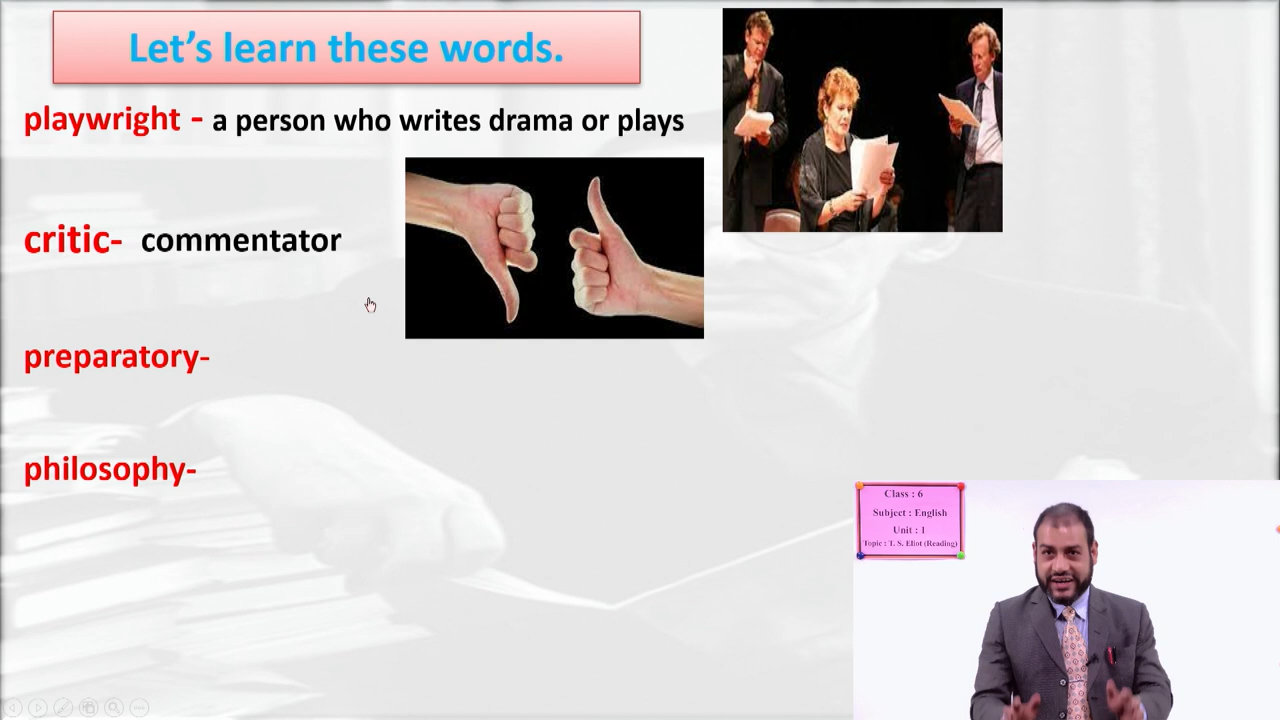 Let's learn these words.
playwright - a person who writes drama or plays
critic- commentator
preparatory-
philosophy-
Class : 6
Subject : English
Unit : 1
Topic : T. S. Eliot (Reading)